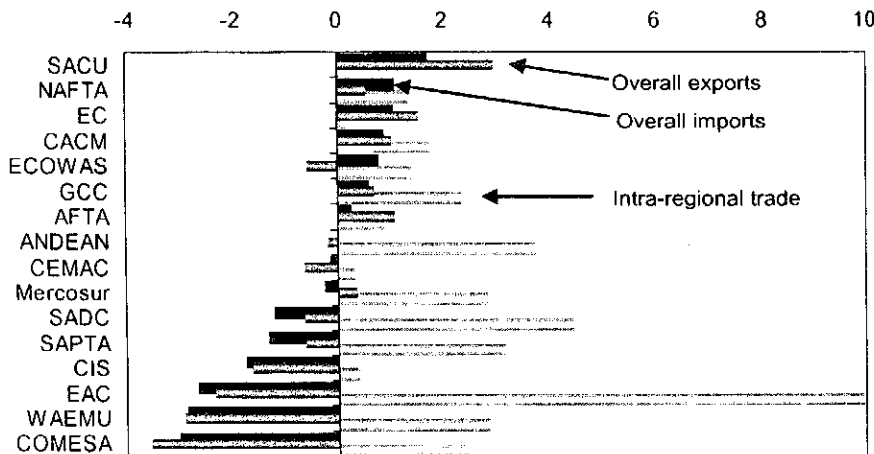 -4 -2 0 2 4 6 8 10
SACU
Overall exports
NAFTA
EC
Overall imports
CACM
ECOWAS
GCC
Intra-regional trade
AFTA
ANDEAN
CEMAC
Mercosur
SADC
SAPTA
CIS
EAC
WAEMU
COMESA